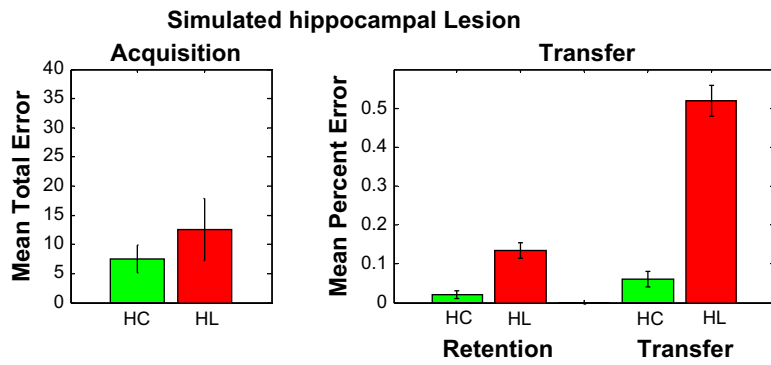 Simulated hippocampal Lesion
Acquisition
Mean Total Error
40
35
30
25
20
15
10
5
0
HC HL
Transfer
Mean Percent Error
0.5
0.4
0.3
0.2
0.1
0
HC HL HC HL
Retention Transfer